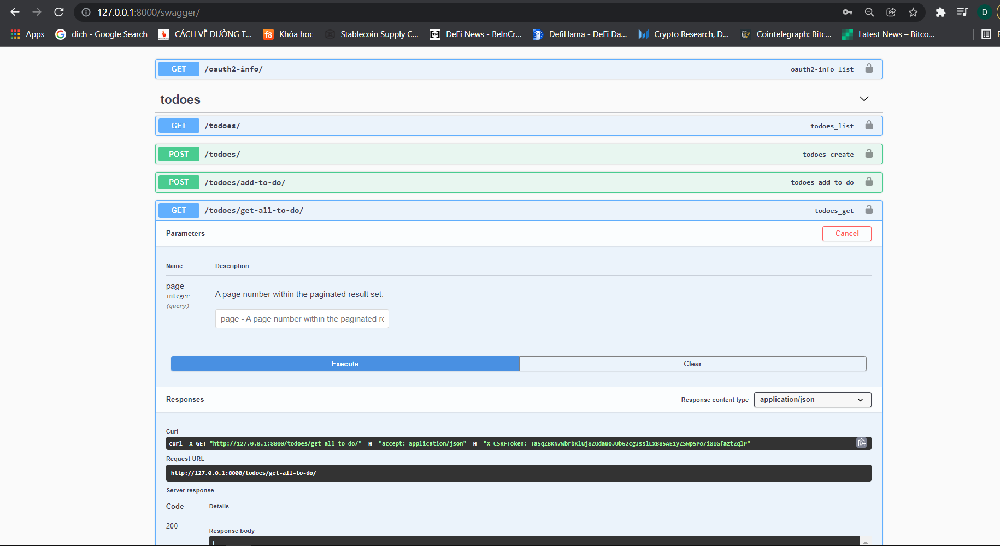 127.0.0.1:8000/swagger/
D
Apps
dịch - Google Search
CÁCH VẼ ĐƯỜNG T...
f8
Khóa học
Stablecoin Supply C...
DeFi News - BeInCr...
DefiLlama - DeFi Da...
Crypto Research, D...
Cointelegraph: Bitc...
Latest News – Bitco...
GET /oauth2-info/ oauth2-info_list
todoes
GET /todoes/ todoes_list
POST /todoes/ todoes_create
POST /todoes/add-to-do/ todoes_add_to_do
GET /todoes/get-all-to-do/ todoes_get
Parameters
Cancel
Name Description
page
integer
(query)
A page number within the paginated result set.
page - A page number within the paginated re
Execute
Clear
Responses
Response content type
application/json
Curl
curl -X GET "http://127.0.0.1:8000/todoes/get-all-to-do/" -H "accept: application/json" -H "X-CSRFToken: TaSqZBKN7wbrbKluj8ZOdauoJUb62cgJsslLxB85AE1yZSWp5Po7i8IGfaztZqlP"
Request URL
http://127.0.0.1:8000/todoes/get-all-to-do/
Server response
Code Details
200
Response body
{